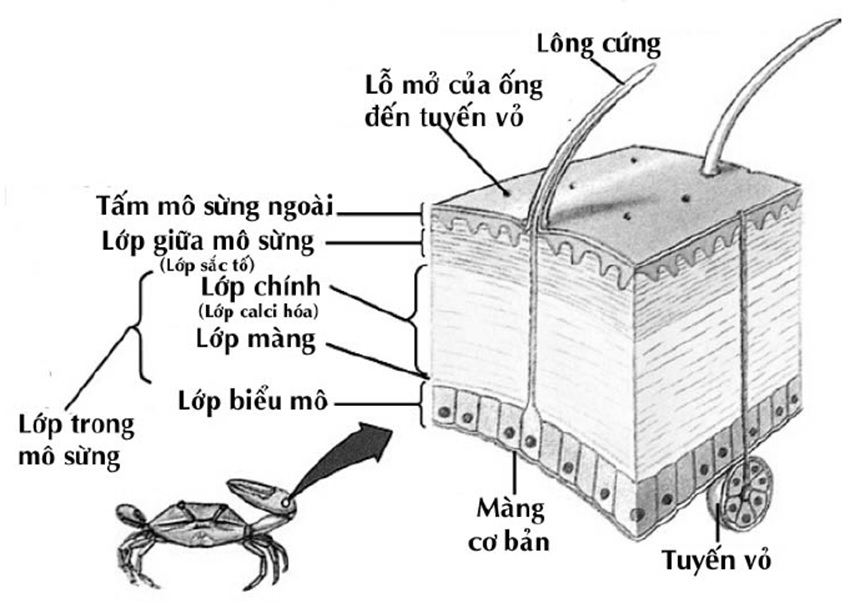 Lông cứng
Lỗ mở của ống
đến tuyến vỏ
Tấm mô sừng ngoài
Lớp giữa mô sừng
(Lớp sắc tố)
Lớp chính
(Lớp calci hóa)
Lớp màng
Lớp biểu mô
Lớp trong
mô sừng
Màng
cơ bản
Tuyến vỏ